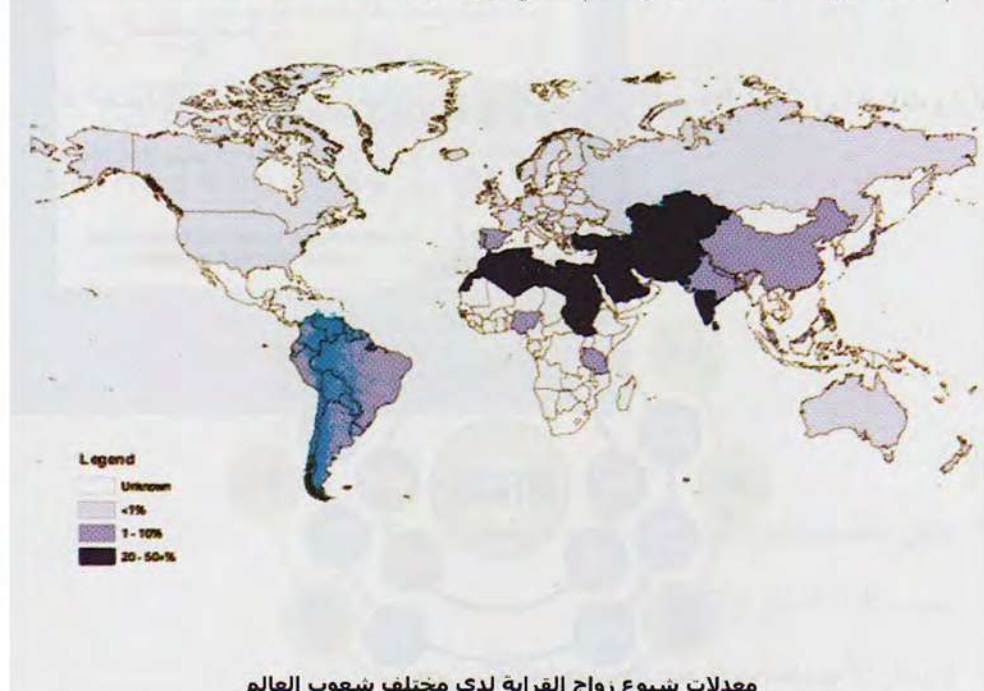 Legend
Unknown
<1%
1 - 10%
20 - 50+%
معدلات شيوع زواج القرابة لدى مختلف شعوب العالم